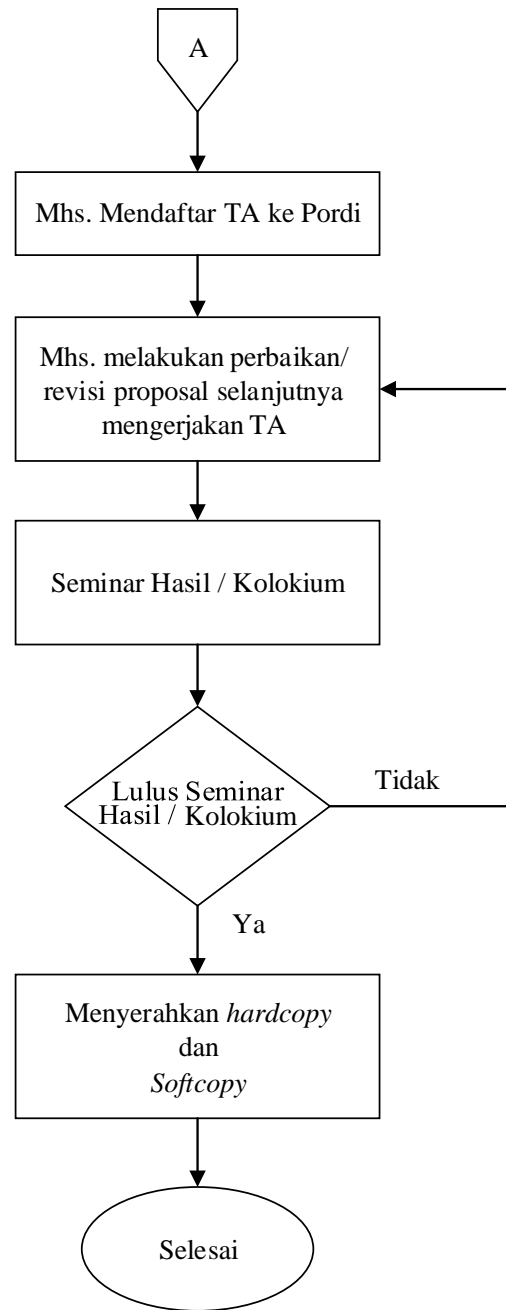 A
Mhs. Mendaftar TA ke Pordi
Mhs. melakukan perbaikan/
revisi proposal selanjutnya
mengerjakan TA
Seminar Hasil / Kolokium
Lulus Seminar
Hasil / Kolokium
Tidak
Ya
Menyerahkan hardcopy
dan
Softcopy
Selesai